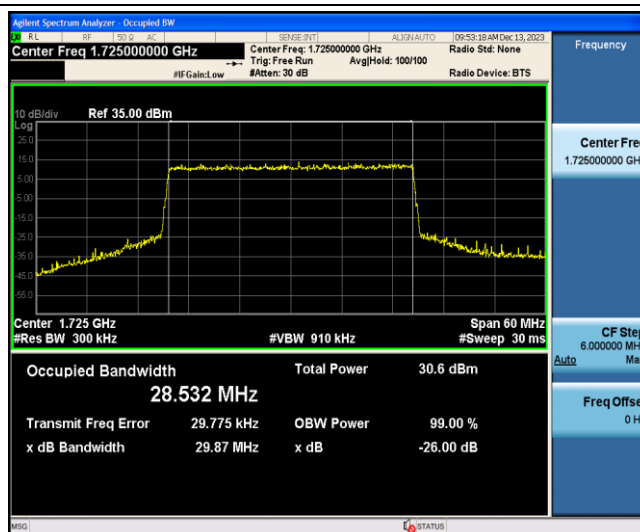 Agilent Spectrum Analyzer - Occupied BW
RL RF 50 Ω AC SENSE:INT ALIGNAUTO 09:53:18 AM Dec 13, 2023
Center Freq 1.725000000 GHz
Center Freq: 1.725000000 GHz
Radio Std: None
Trig: Free Run Avg|Hold: 100/100
#IFGain:Low #Atten: 30 dB Radio Device: BTS
10 dB/div Ref 35.00 dBm
Log
25.0
15.0
5.00
-5.00
-15.0
-25.0
-35.0
-45.0
-55.0
Center 1.725 GHz Span 60 MHz
#Res BW 300 kHz #VBW 910 kHz #Sweep 30 ms
Occupied Bandwidth Total Power 30.6 dBm
28.532 MHz
Transmit Freq Error 29.775 kHz OBW Power 99.00 %
x dB Bandwidth 29.87 MHz x dB -26.00 dB
MSG STATUS
Frequency
Center Fre
1.725000000 GH
CF Ste
6.000000 MH
Auto Ma
Freq Offse
0 H